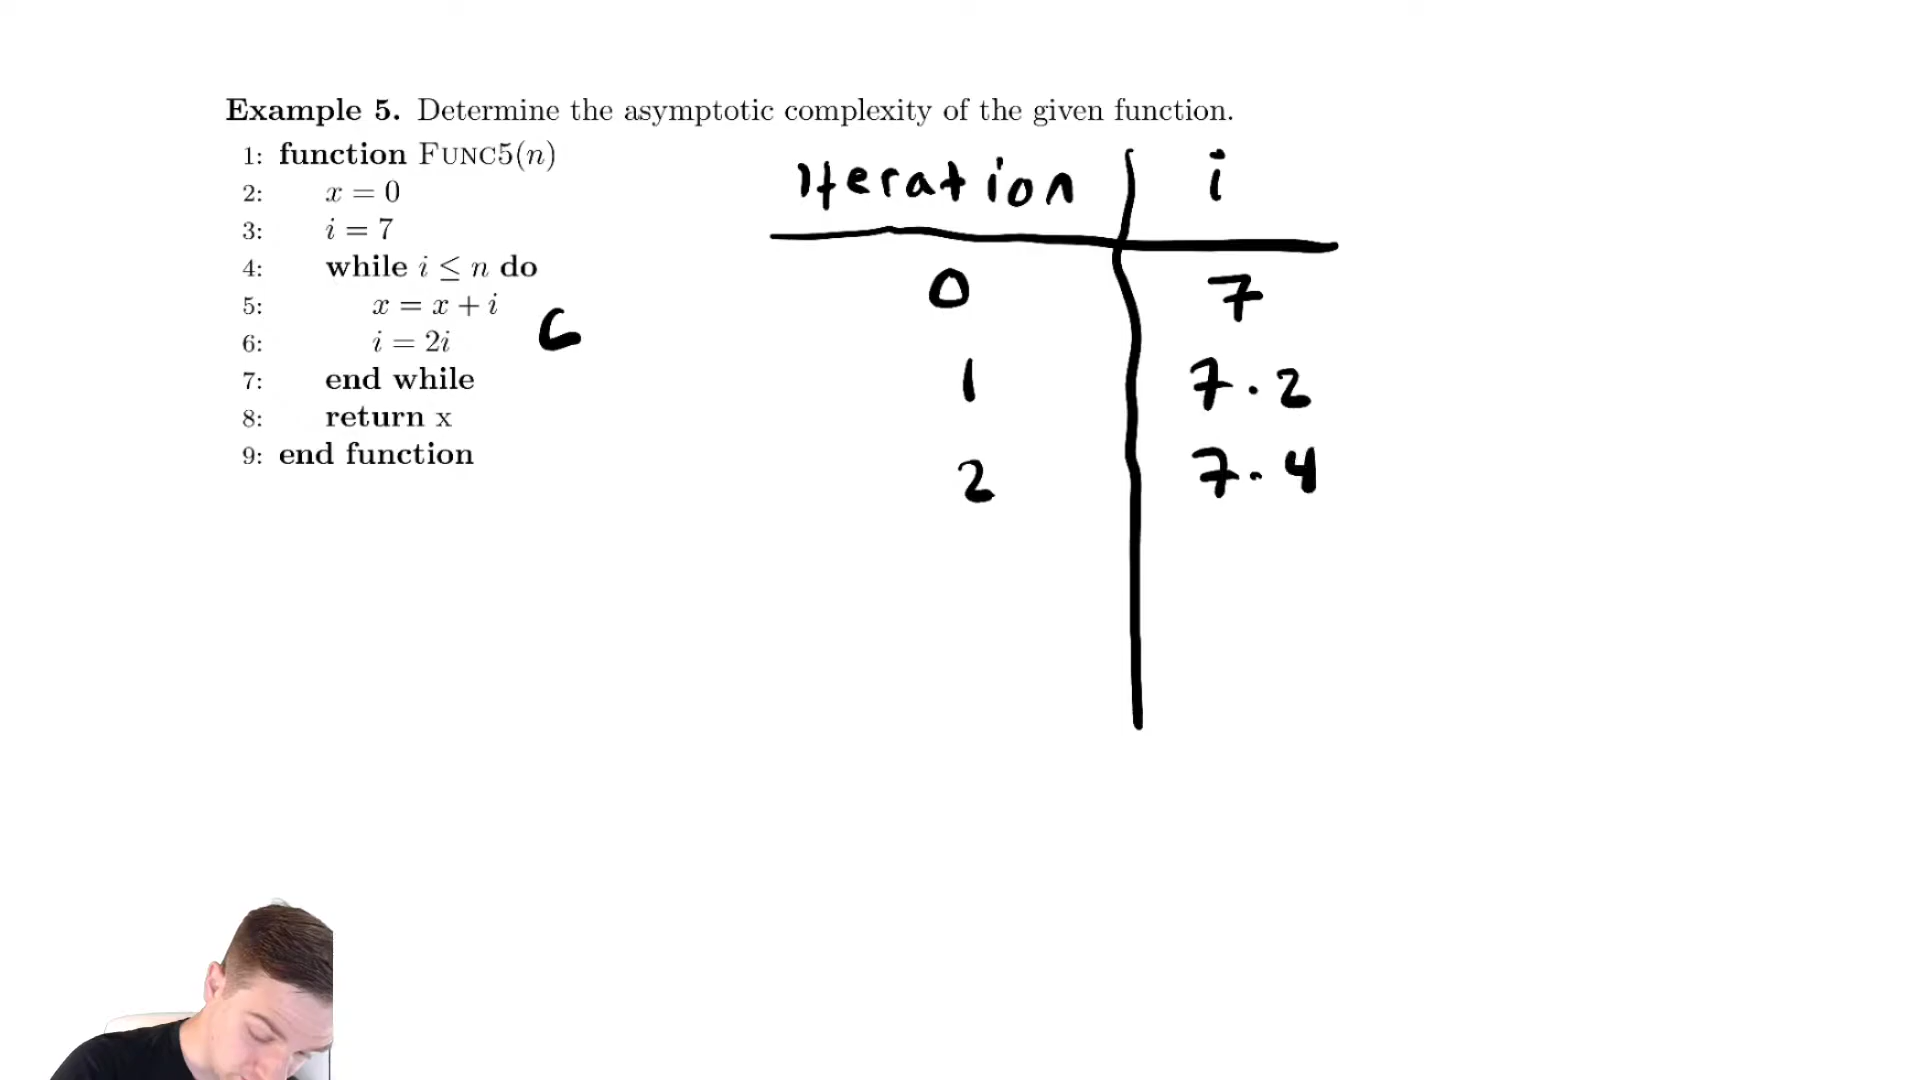 Example 5. Determine the asymptotic complexity of the given function.
1: function FUNC5(n)
2: x = 0
3: i = 7
4: while i ≤ n do
5: x = x + i
6: i = 2i
7: end while
8: return x
9: end function
Iteration i
0 7
1 7 · 2
2 7 · 4